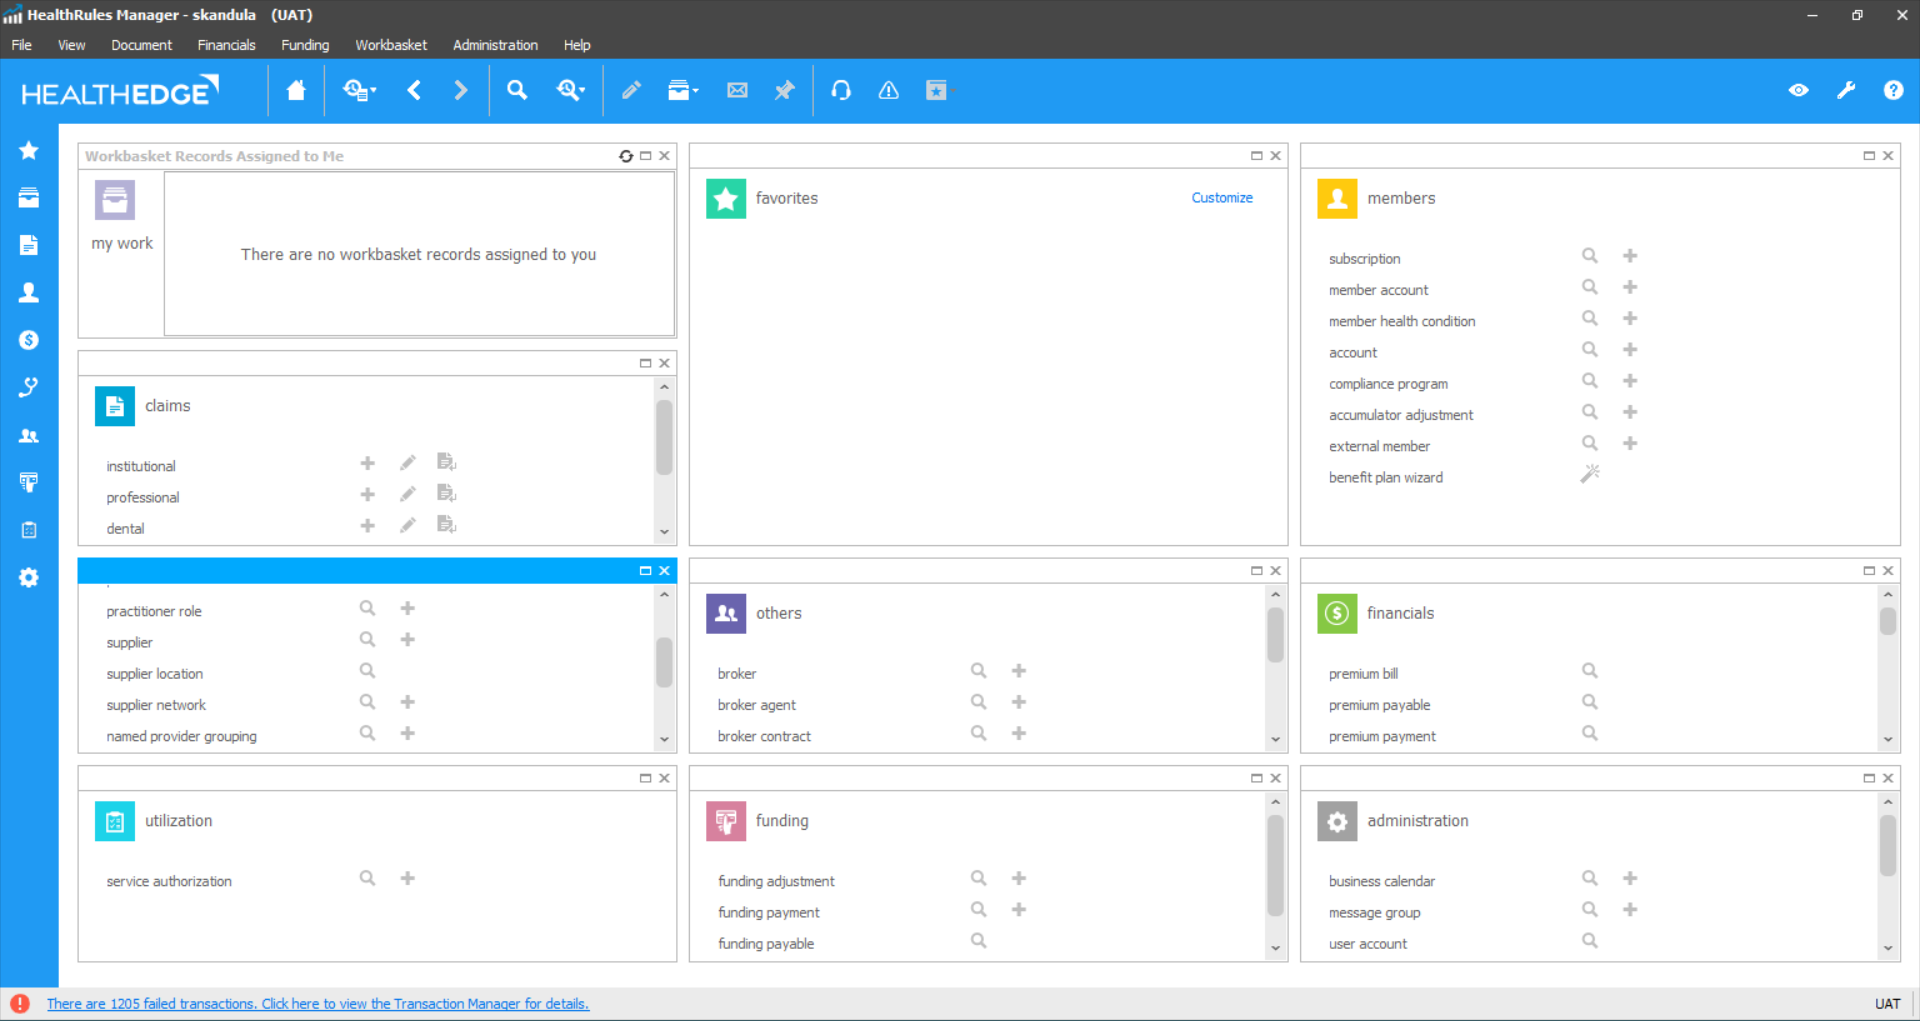 HealthRules Manager - skandula (UAT)
File View Document Financials Funding Workbasket Administration Help
HEALTHEDGE
Workbasket Records Assigned to Me
my work
There are no workbasket records assigned to you
favorites
Customize
members
subscription
member account
member health condition
account
compliance program
accumulator adjustment
external member
benefit plan wizard
claims
institutional
professional
dental
practitioner role
supplier
supplier location
supplier network
named provider grouping
others
broker
broker agent
broker contract
financials
premium bill
premium payable
premium payment
utilization
service authorization
funding
funding adjustment
funding payment
funding payable
administration
business calendar
message group
user account
There are 1205 failed transactions. Click here to view the Transaction Manager for details.
UAT